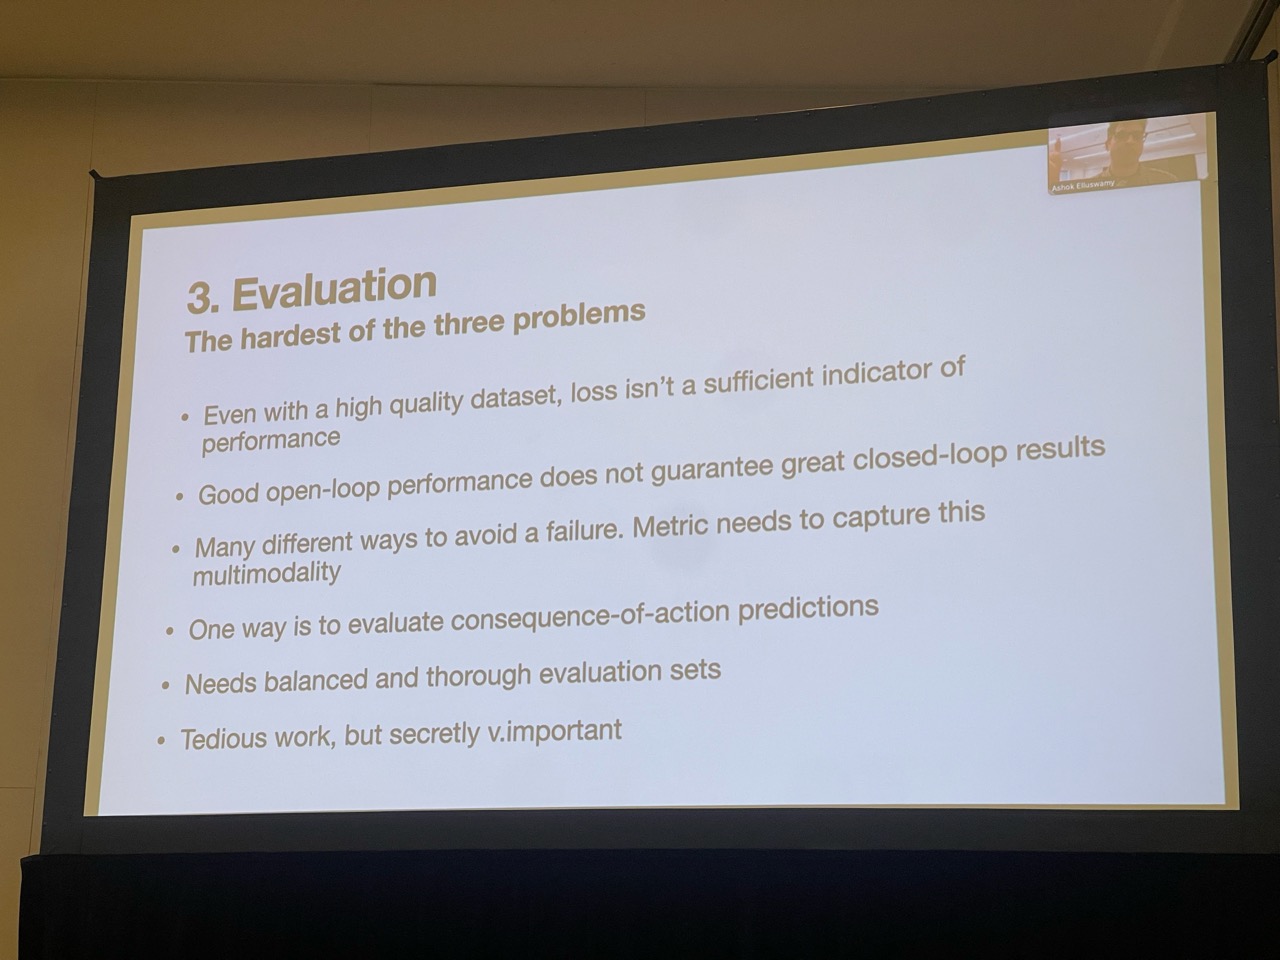 Ashok Elluswamy
3. Evaluation
The hardest of the three problems
• Even with a high quality dataset, loss isn't a sufficient indicator of
performance
• Good open-loop performance does not guarantee great closed-loop results
• Many different ways to avoid a failure. Metric needs to capture this
multimodality
• One way is to evaluate consequence-of-action predictions
• Needs balanced and thorough evaluation sets
• Tedious work, but secretly v.important